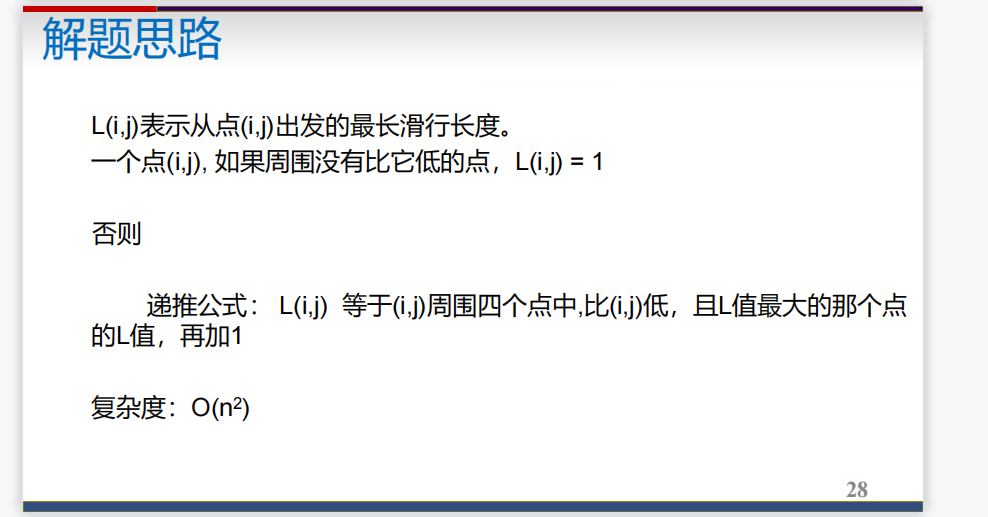 解题思路
L(i,j)表示从点(i,j)出发的最长滑行长度。
一个点(i,j), 如果周围没有比它低的点，L(i,j) = 1
否则
递推公式： L(i,j) 等于(i,j)周围四个点中,比(i,j)低，且L值最大的那个点
的L值，再加1
复杂度：O(n²)
28